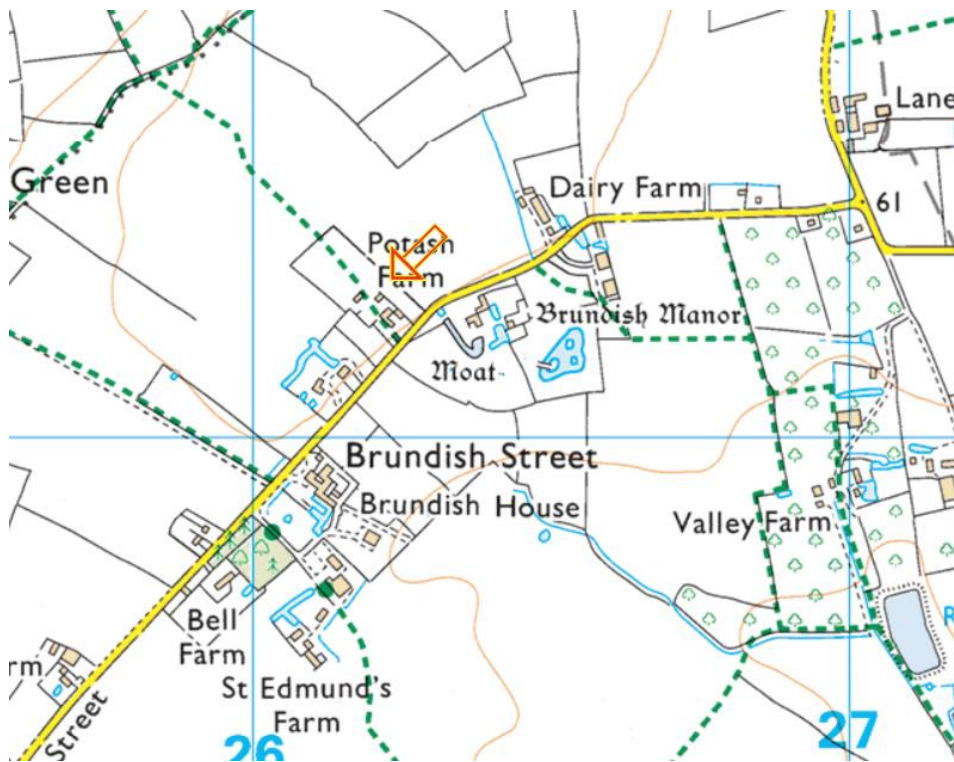 Lane
Green
Dairy Farm
61
Potash
Farm
Brundish Manor
Moat
Brundish Street
Brundish House
Valley Farm
Bell
Farm
R
rm
St Edmund's
Farm
Street
26
27